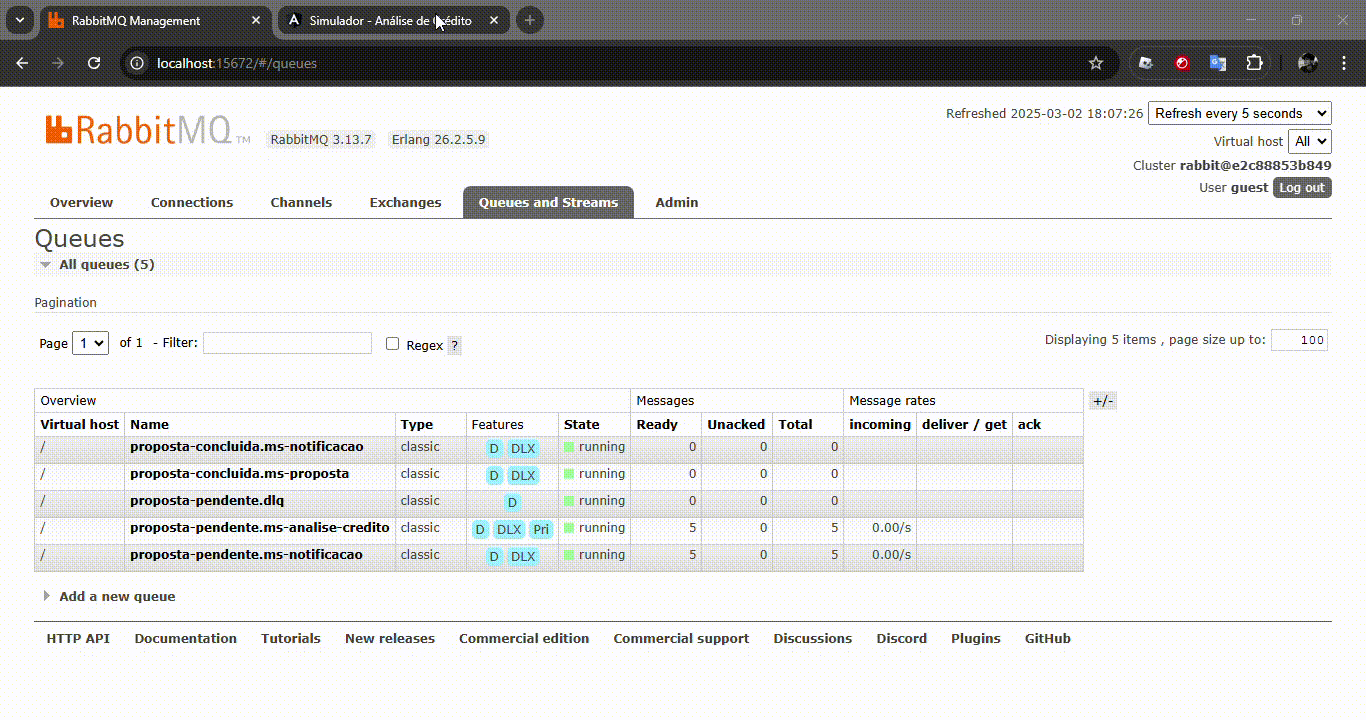 RabbitMQ Management
Simulador - Análise de Crédito
localhost:15672/#/queues
RabbitMQ™
RabbitMQ 3.13.7
Erlang 26.2.5.9
Refreshed 2025-03-02 18:07:26 Refresh every 5 seconds
Virtual host All
Cluster rabbit@e2c88853b849
User guest Log out
Overview Connections Channels Exchanges Queues and Streams Admin
Queues
All queues (5)
Pagination
Page 1 of 1 - Filter: Regex ?
Displaying 5 items , page size up to: 100
Overview Messages Message rates +/-
Virtual host Name Type Features State Ready Unacked Total incoming deliver / get ack
/ proposta-concluida.ms-notificacao classic D DLX running 0 0 0
/ proposta-concluida.ms-proposta classic D DLX running 0 0 0
/ proposta-pendente.dlq classic D running 0 0 0
/ proposta-pendente.ms-analise-credito classic D DLX Pri running 5 0 5 0.00/s
/ proposta-pendente.ms-notificacao classic D DLX running 5 0 5 0.00/s
Add a new queue
HTTP API Documentation Tutorials New releases Commercial edition Commercial support Discussions Discord Plugins GitHub